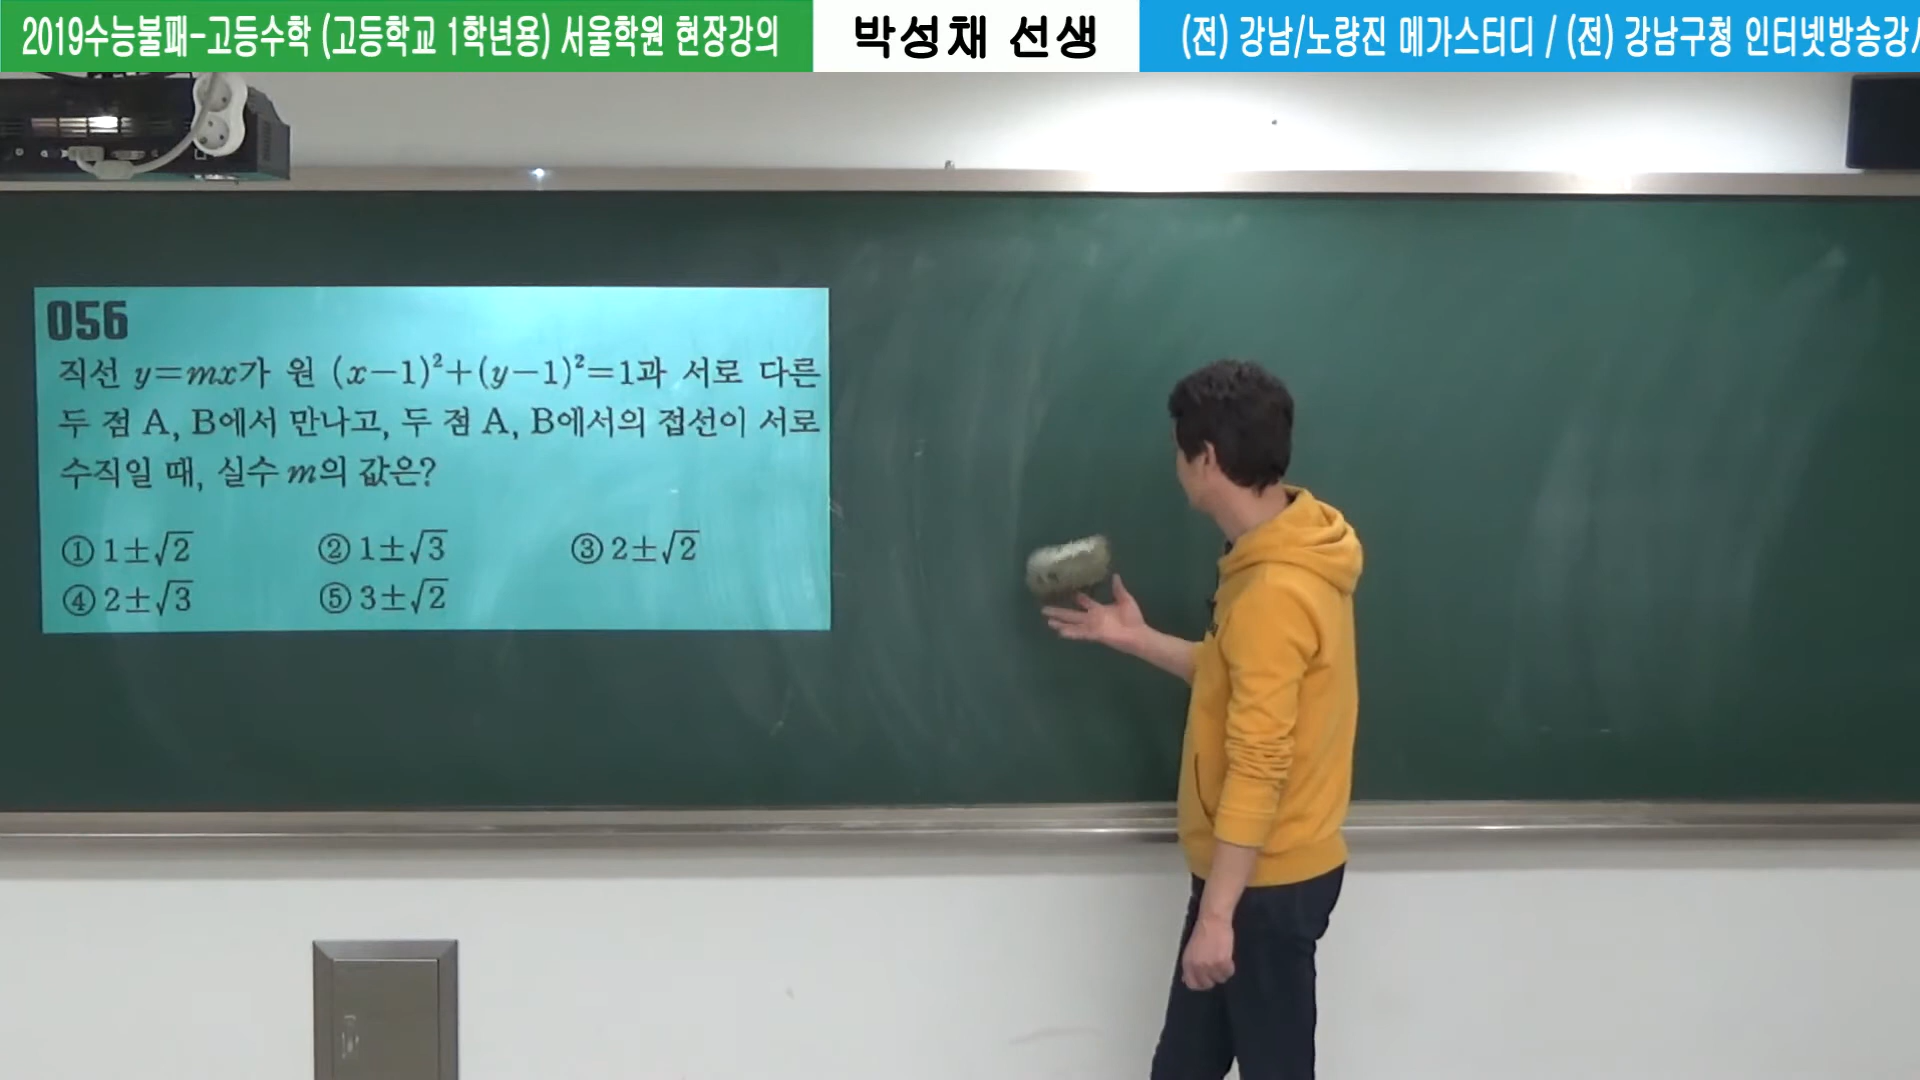 2019수능불패-고등수학 (고등학교 1학년용) 서울학원 현장강의
박성채 선생
(전) 강남/노량진 메가스터디 / (전) 강남구청 인터넷방송강사
056
직선 y=mx가 원 (x-1)²+(y-1)²=1과 서로 다른
두 점 A, B에서 만나고, 두 점 A, B에서의 접선이 서로
수직일 때, 실수 m의 값은?
① 1±√2 ② 1±√3 ③ 2±√2
④ 2±√3 ⑤ 3±√2